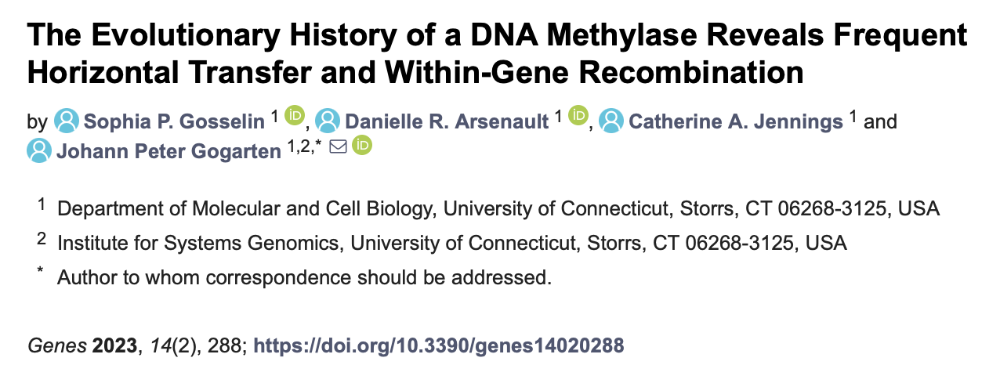 The Evolutionary History of a DNA Methylase Reveals Frequent
Horizontal Transfer and Within-Gene Recombination
by Sophia P. Gosselin 1 iD, Danielle R. Arsenault 1 iD, Catherine A. Jennings 1 and
Johann Peter Gogarten 1,2,* iD
1 Department of Molecular and Cell Biology, University of Connecticut, Storrs, CT 06268-3125, USA
2 Institute for Systems Genomics, University of Connecticut, Storrs, CT 06268-3125, USA
* Author to whom correspondence should be addressed.
Genes 2023, 14(2), 288; https://doi.org/10.3390/genes14020288